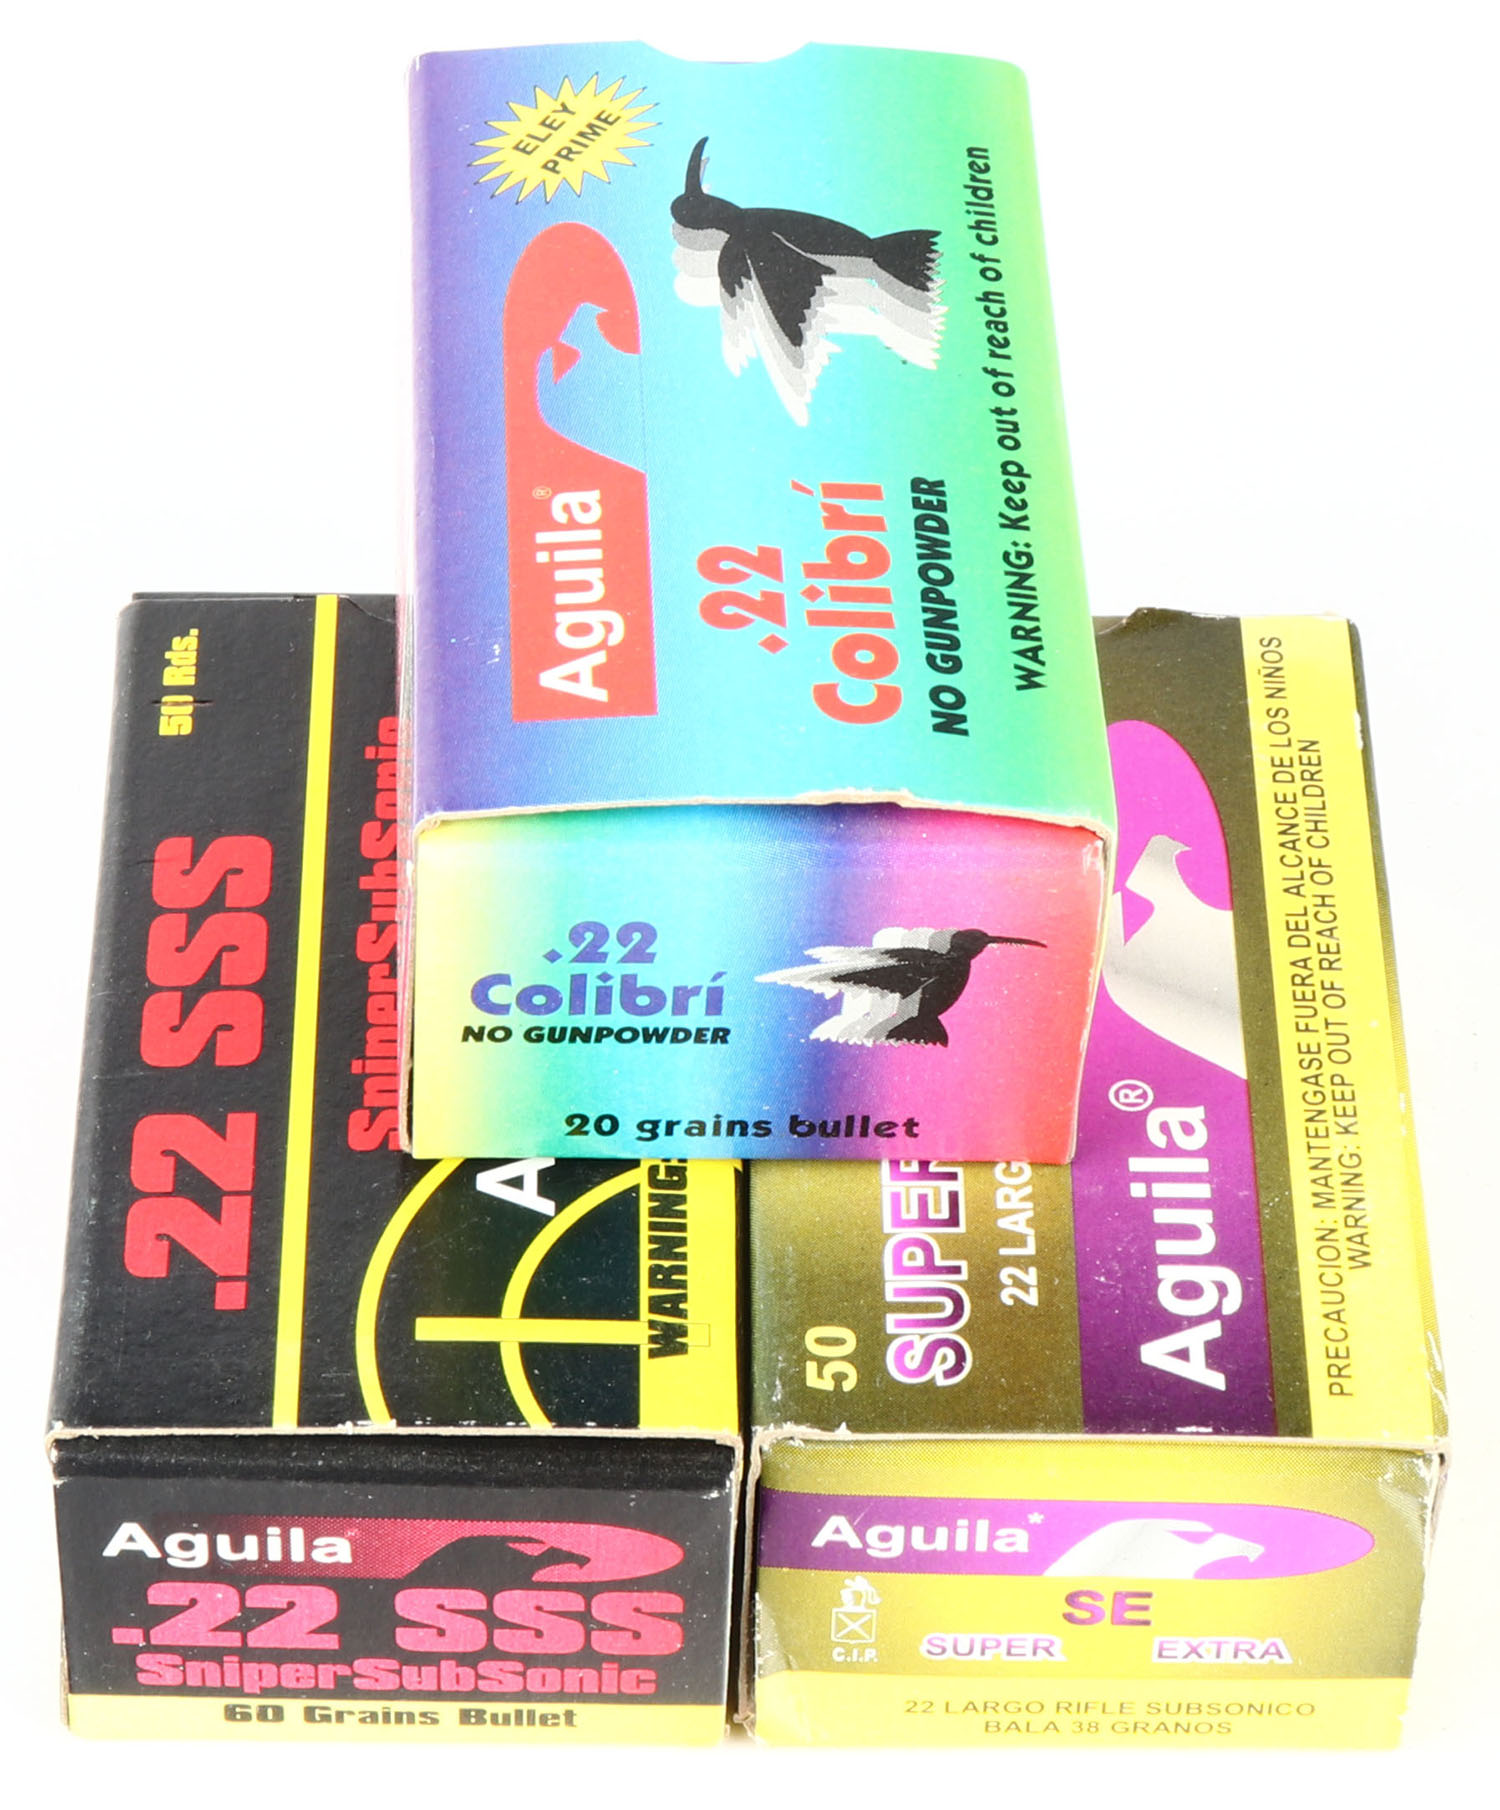 ELEY
PRIME
Aguila®
.22
Colibrí
NO GUNPOWDER
WARNING: Keep out of reach of children
.22
Colibrí
NO GUNPOWDER
20 grains bullet
50 Rds.
.22 SSS
SniperSubSonic
A
WARNING:
Aguila
.22 SSS
SniperSubSonic
60 Grains Bullet
50
SUPER
22 LARG
Aguila®
PRECAUCION: MANTENGASE FUERA DEL ALCANCE DE LOS NIÑOS
WARNING: KEEP OUT OF REACH OF CHILDREN
Aguila*
SE
SUPER EXTRA
C.I.P.
22 LARGO RIFLE SUBSONICO
BALA 38 GRANOS